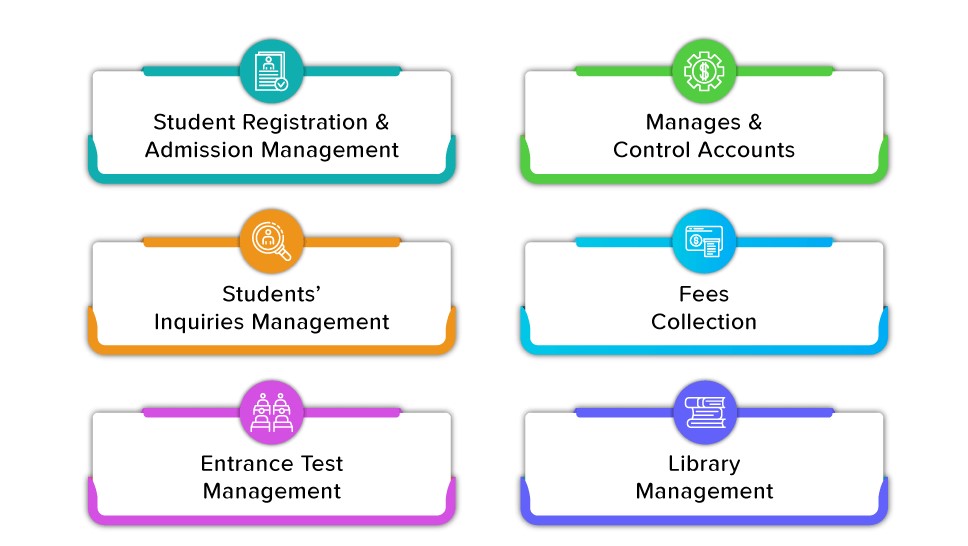 Student Registration &
Admission Management
Manages &
Control Accounts
Students’
Inquiries Management
Fees
Collection
Entrance Test
Management
Library
Management